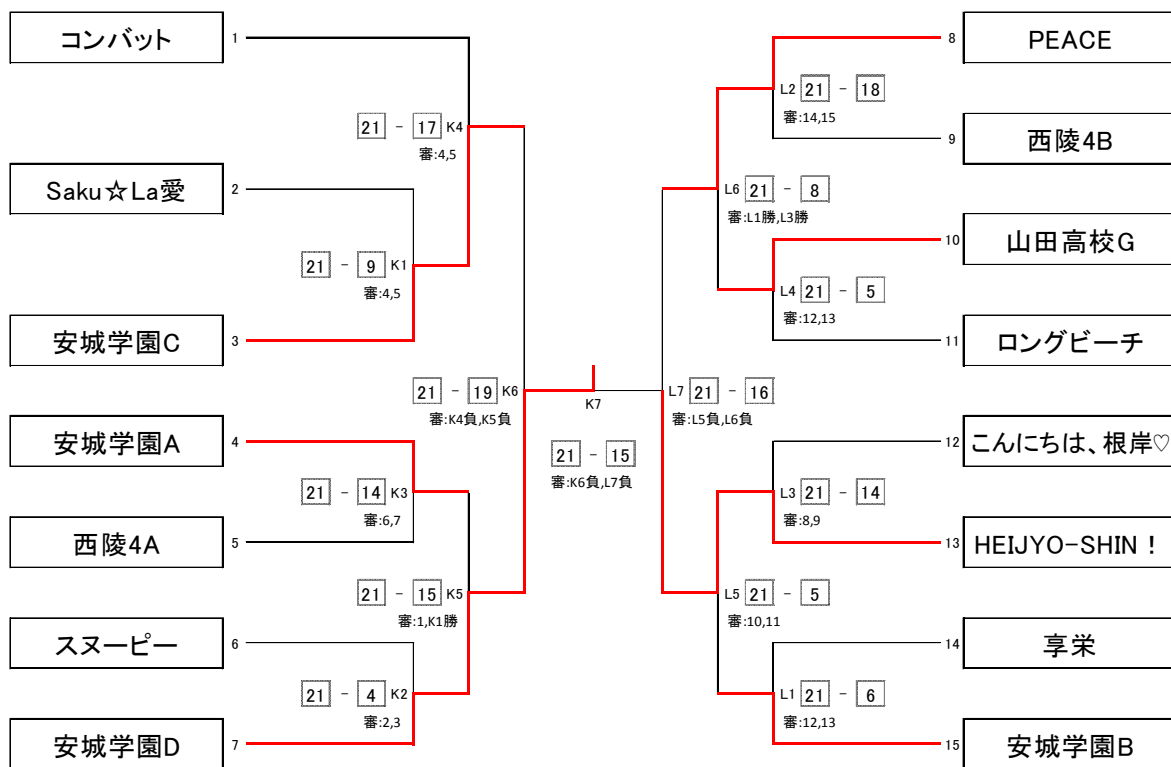 コンバット 1
21 - 17 K4
審:4,5
Saku☆La愛 2
21 - 9 K1
審:4,5
安城学園C 3
21 - 19 K6
審:K4負,K5負
安城学園A 4
21 - 14 K3
審:6,7
西陵4A 5
21 - 15 K5
審:1,K1勝
スヌーピー 6
21 - 4 K2
審:2,3
安城学園D 7
K7
21 - 15
審:K6負,L7負
8 PEACE
L2 21 - 18
審:14,15
9 西陵4B
L6 21 - 8
審:L1勝,L3勝
10 山田高校G
L4 21 - 5
審:12,13
11 ロングビーチ
L7 21 - 16
審:L5負,L6負
12 こんにちは、根岸♡
L3 21 - 14
審:8,9
13 HEIJYO-SHIN!
L5 21 - 5
審:10,11
14 享栄
L1 21 - 6
審:12,13
15 安城学園B